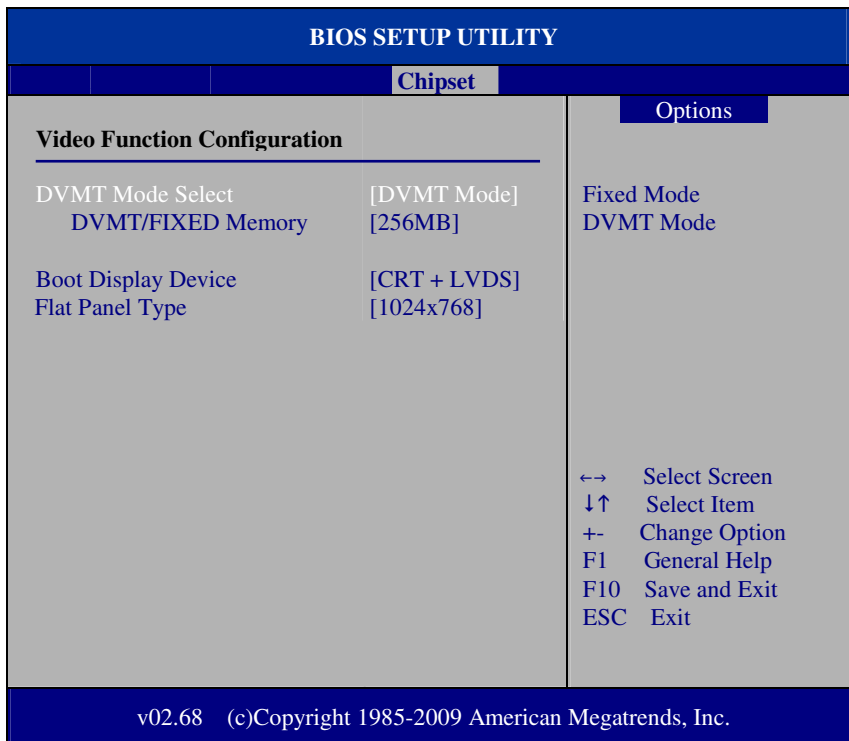 BIOS SETUP UTILITY
Chipset
Video Function Configuration
DVMT Mode Select [DVMT Mode]
DVMT/FIXED Memory [256MB]
Boot Display Device [CRT + LVDS]
Flat Panel Type [1024x768]
Options
Fixed Mode
DVMT Mode
←→ Select Screen
↓↑ Select Item
+- Change Option
F1 General Help
F10 Save and Exit
ESC Exit
v02.68 (c)Copyright 1985-2009 American Megatrends, Inc.